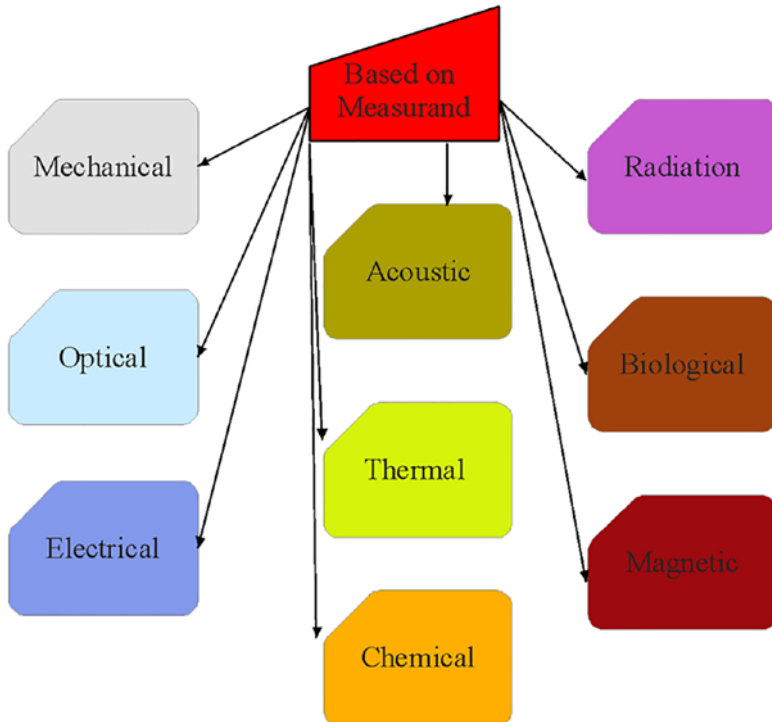 Based on
Measurand
Mechanical
Radiation
Acoustic
Optical
Biological
Thermal
Electrical
Magnetic
Chemical